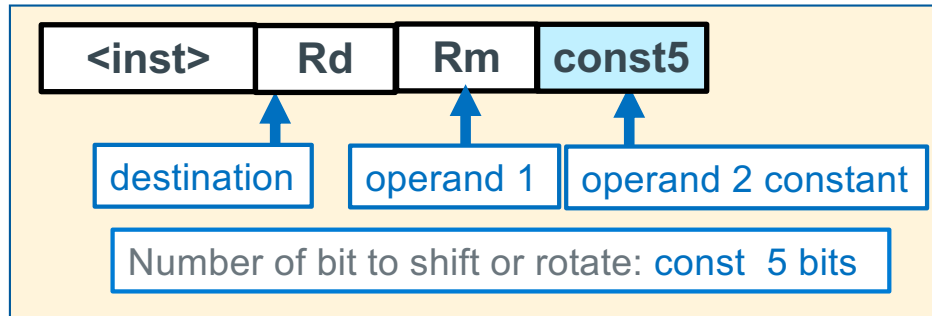 <inst> Rd Rm const5
destination operand 1 operand 2 constant
Number of bit to shift or rotate: const 5 bits